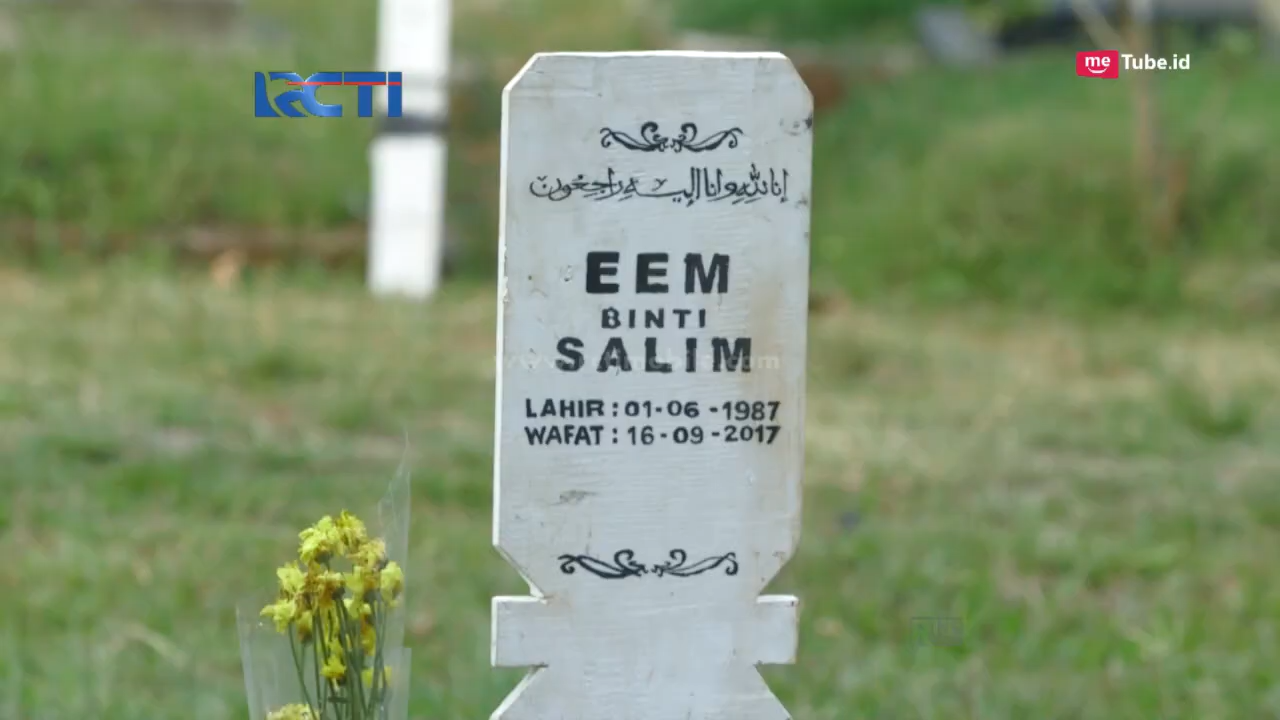 RCTI
me Tube.id
إنا لله وانا إليه راجعون
EEM
BINTI
SALIM
LAHIR : 01-06-1987
WAFAT : 16-09-2017